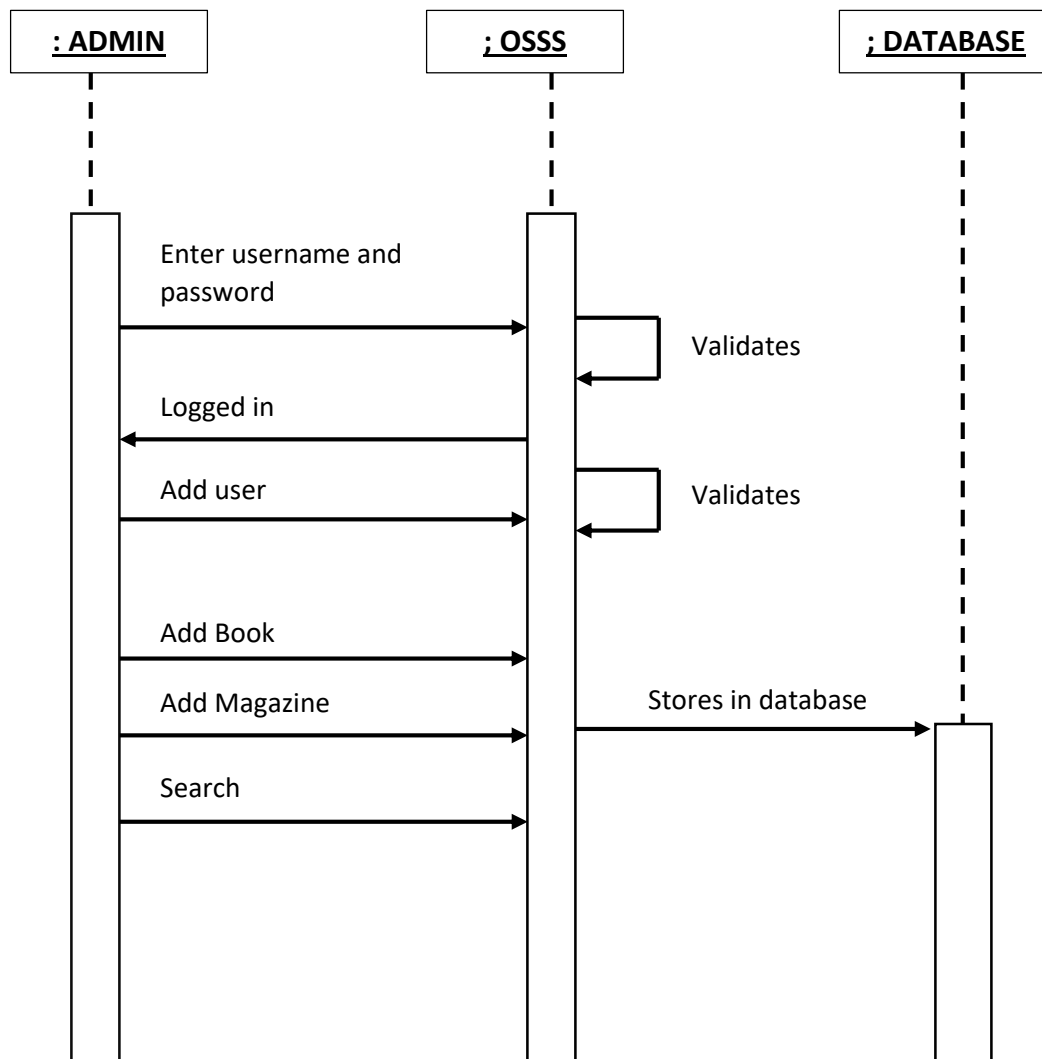 : ADMIN
; OSSS
; DATABASE
Enter username and
password
Validates
Logged in
Add user
Validates
Add Book
Add Magazine
Stores in database
Search